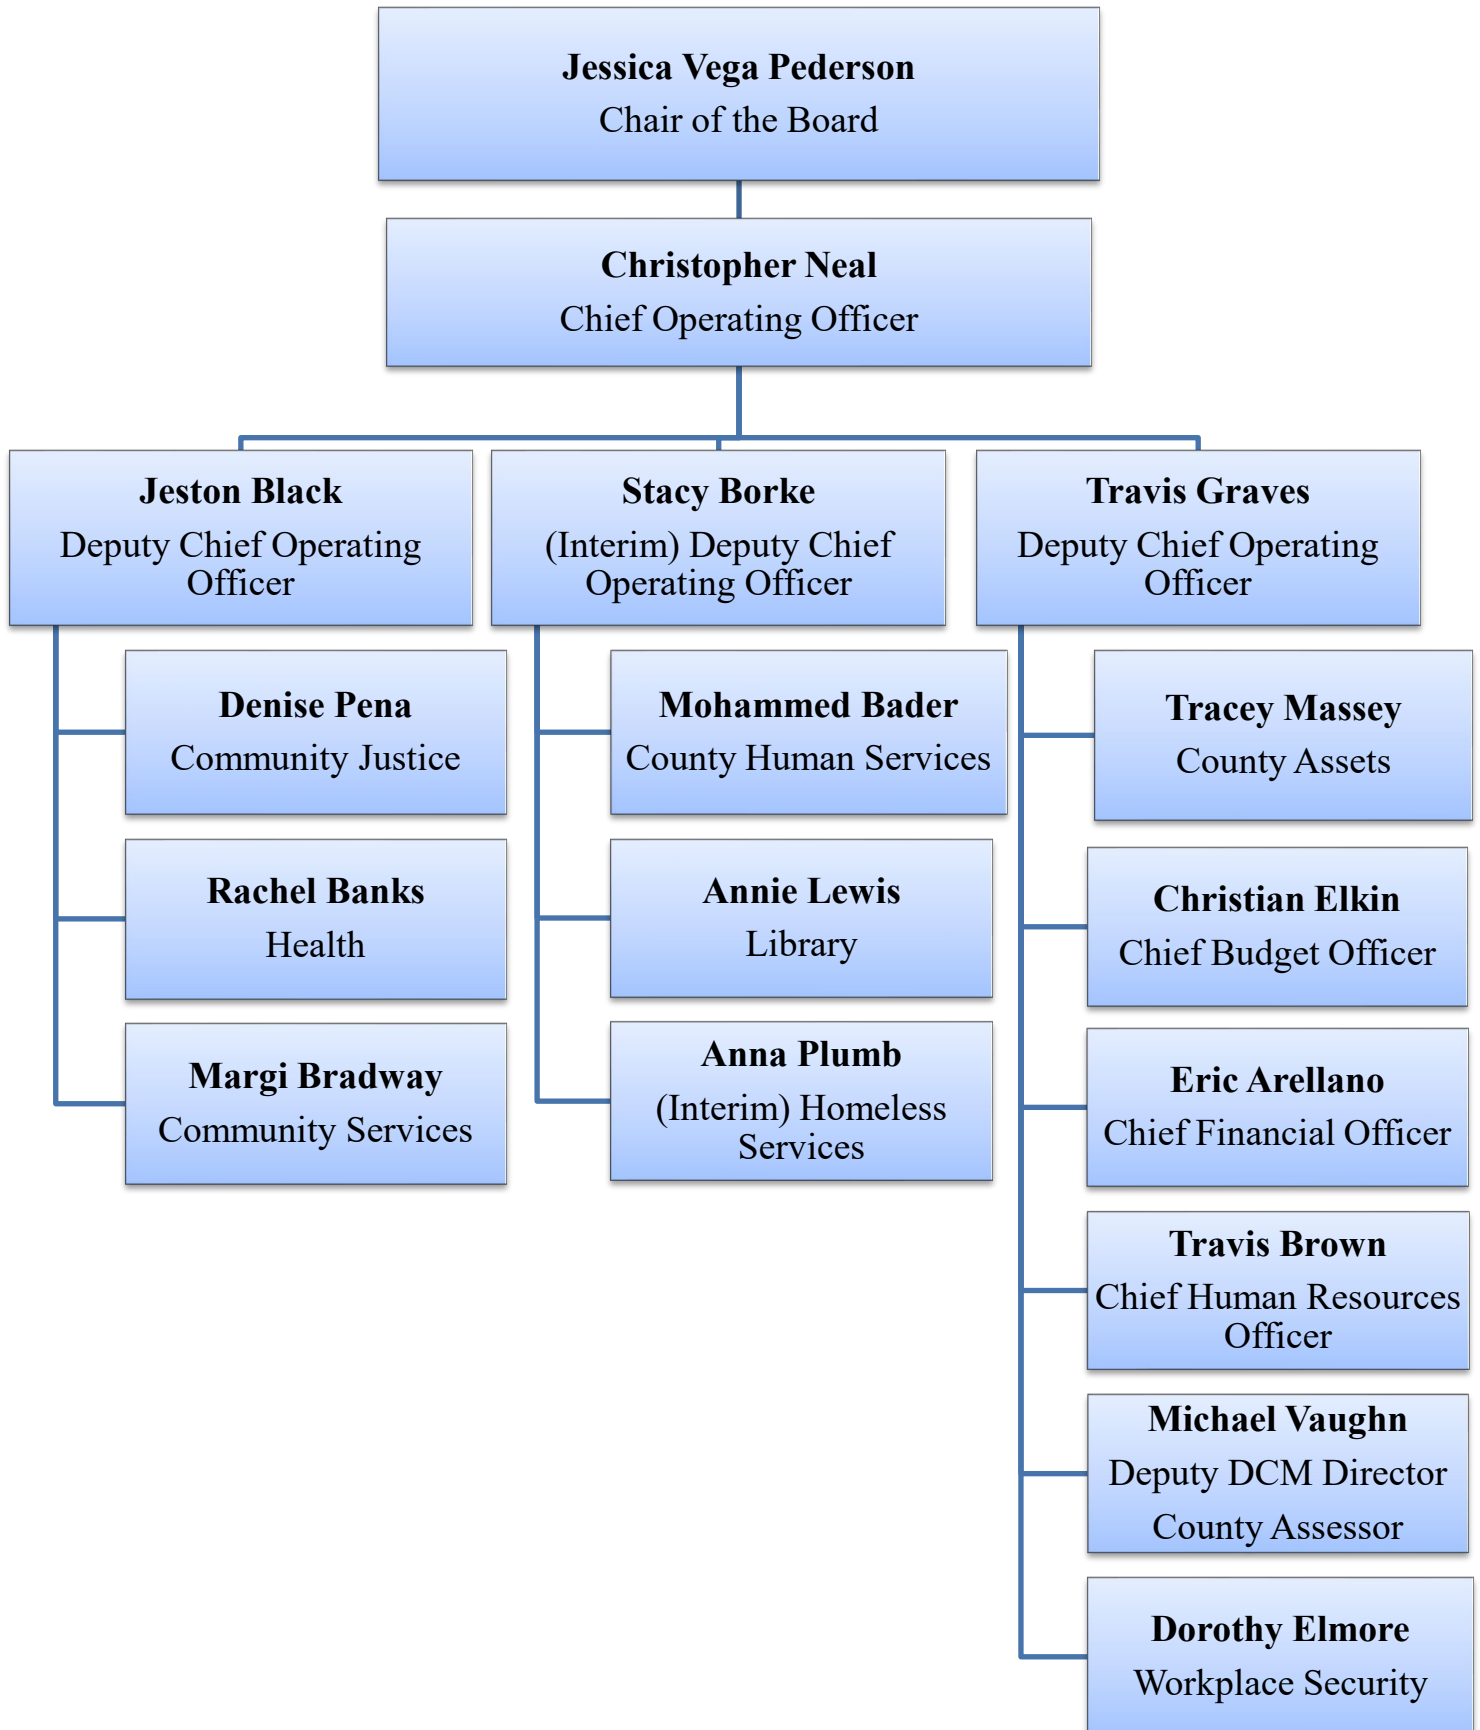 Jessica Vega Pederson
Chair of the Board
Christopher Neal
Chief Operating Officer
Jeston Black
Deputy Chief Operating
Officer
Stacy Borke
(Interim) Deputy Chief
Operating Officer
Travis Graves
Deputy Chief Operating
Officer
Denise Pena
Community Justice
Rachel Banks
Health
Margi Bradway
Community Services
Mohammed Bader
County Human Services
Annie Lewis
Library
Anna Plumb
(Interim) Homeless
Services
Tracey Massey
County Assets
Christian Elkin
Chief Budget Officer
Eric Arellano
Chief Financial Officer
Travis Brown
Chief Human Resources
Officer
Michael Vaughn
Deputy DCM Director
County Assessor
Dorothy Elmore
Workplace Security